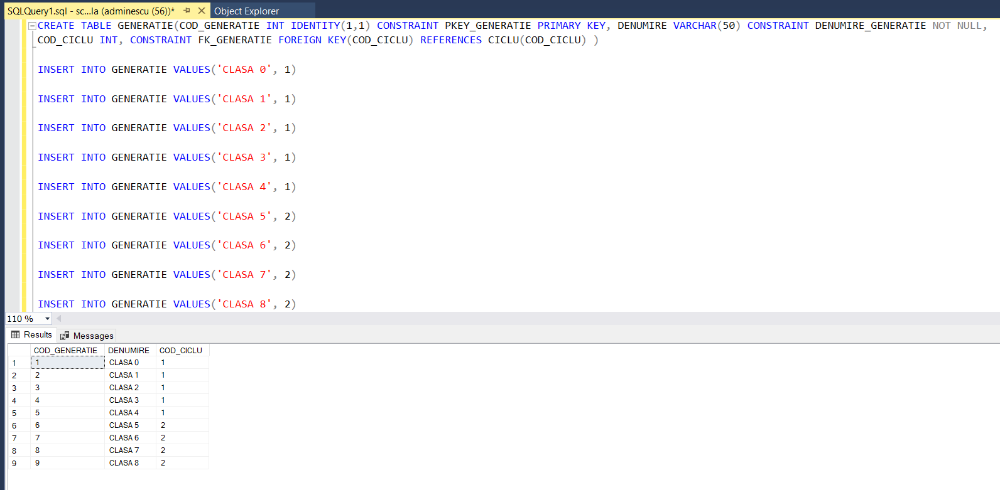 SQLQuery1.sql - sc...la (adminescu (56))* Object Explorer
CREATE TABLE GENERATIE(COD_GENERATIE INT IDENTITY(1,1) CONSTRAINT PKEY_GENERATIE PRIMARY KEY, DENUMIRE VARCHAR(50) CONSTRAINT DENUMIRE_GENERATIE NOT NULL,
COD_CICLU INT, CONSTRAINT FK_GENERATIE FOREIGN KEY(COD_CICLU) REFERENCES CICLU(COD_CICLU) )
INSERT INTO GENERATIE VALUES('CLASA 0', 1)
INSERT INTO GENERATIE VALUES('CLASA 1', 1)
INSERT INTO GENERATIE VALUES('CLASA 2', 1)
INSERT INTO GENERATIE VALUES('CLASA 3', 1)
INSERT INTO GENERATIE VALUES('CLASA 4', 1)
INSERT INTO GENERATIE VALUES('CLASA 5', 2)
INSERT INTO GENERATIE VALUES('CLASA 6', 2)
INSERT INTO GENERATIE VALUES('CLASA 7', 2)
INSERT INTO GENERATIE VALUES('CLASA 8', 2)
110 %
Results Messages
COD_GENERATIE DENUMIRE COD_CICLU
1 1 CLASA 0 1
2 2 CLASA 1 1
3 3 CLASA 2 1
4 4 CLASA 3 1
5 5 CLASA 4 1
6 6 CLASA 5 2
7 7 CLASA 6 2
8 8 CLASA 7 2
9 9 CLASA 8 2